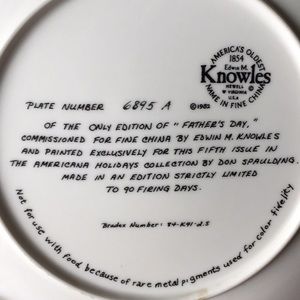 AMERICA'S OLDEST
1854
Edwin M.
Knowles
NEWELL
W VIRGINIA
U.S.A.
NAME IN FINE CHINA
PLATE NUMBER 6895 A ©1982
OF THE ONLY EDITION OF "FATHER'S DAY,"
COMMISSIONED FOR FINE CHINA BY EDWIN M. KNOWLES
AND PAINTED EXCLUSIVELY FOR THIS FIFTH ISSUE IN
THE AMERICANA HOLIDAYS COLLECTION BY DON SPAULDING.
MADE IN AN EDITION STRICTLY LIMITED
TO 90 FIRING DAYS.
Bradex Number: 84-K41-2.5
Not for use with food because of rare metal pigments used for color fidelity